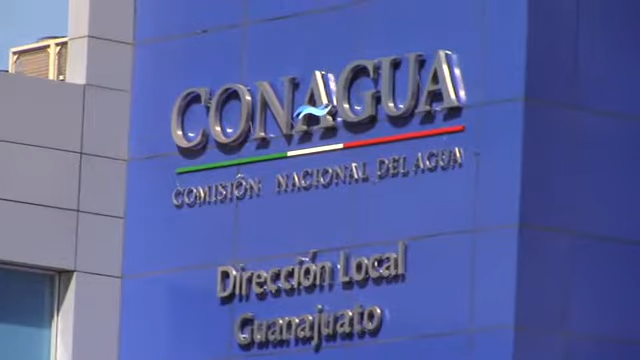 CONAGUA
COMISIÓN NACIONAL DEL AGUA
Dirección Local
Guanajuato